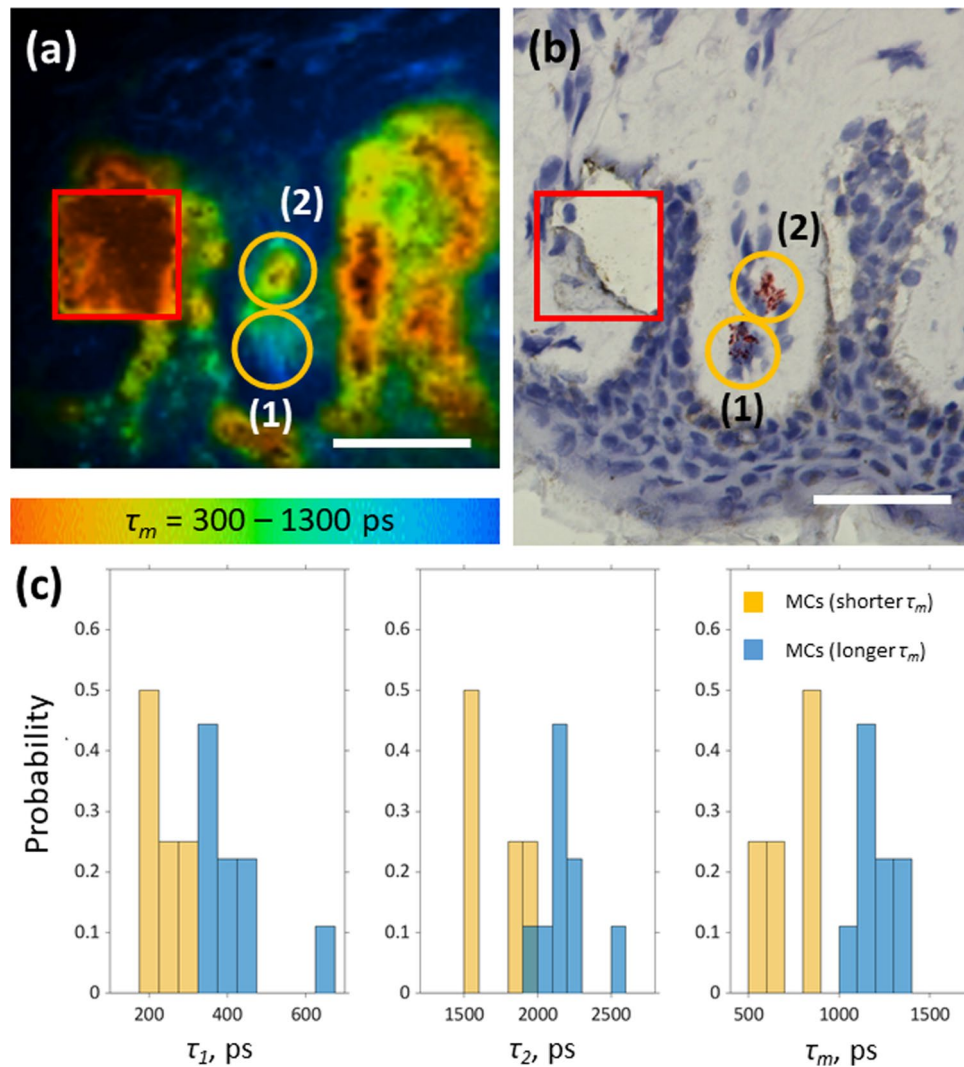 (a)
(2)
(1)
(b)
(2)
(1)
τm = 300 – 1300 ps
(c)
Probability
0.6
0.5
0.4
0.3
0.2
0.1
0
200 400 600
τ1, ps
0.6
0.5
0.4
0.3
0.2
0.1
0
1500 2000 2500
τ2, ps
0.6
0.5
0.4
0.3
0.2
0.1
0
500 1000 1500
τm, ps
MCs (shorter τm)
MCs (longer τm)